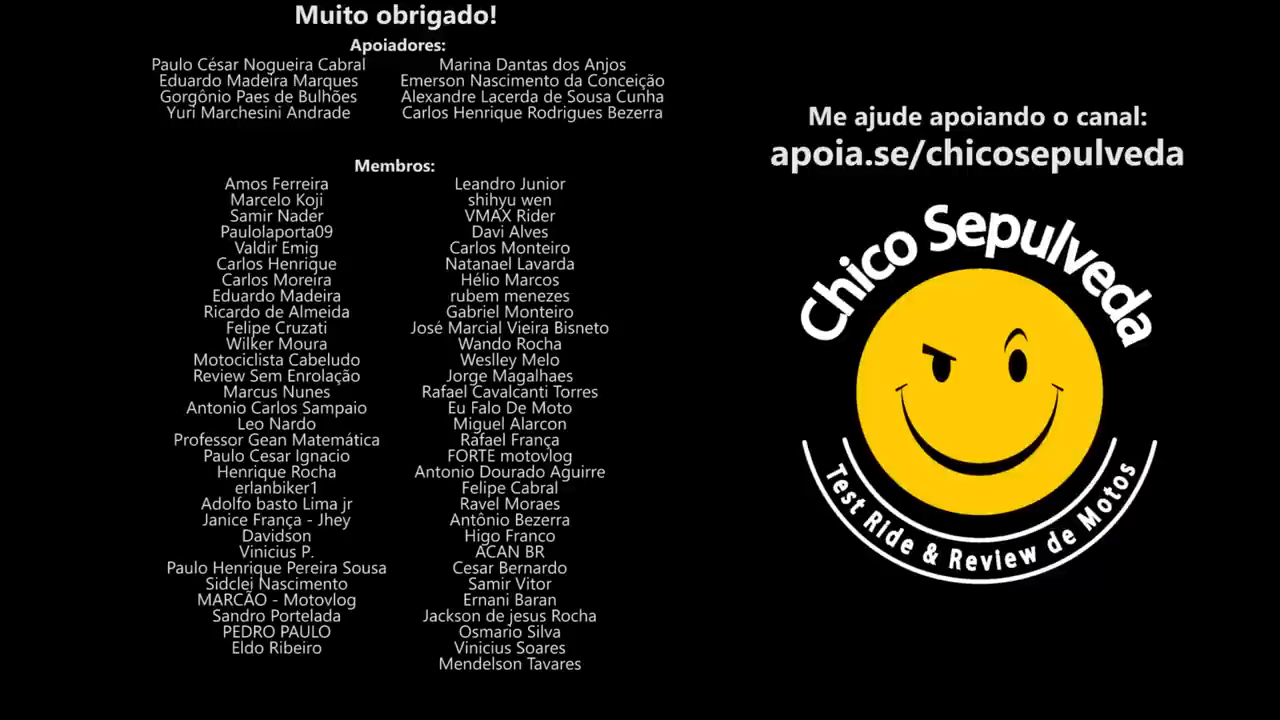 Muito obrigado!
Apoiadores:
Paulo César Nogueira Cabral
Eduardo Madeira Marques
Gorgônio Paes de Bulhões
Yuri Marchesini Andrade
Marina Dantas dos Anjos
Emerson Nascimento da Conceição
Alexandre Lacerda de Sousa Cunha
Carlos Henrique Rodrigues Bezerra
Membros:
Amos Ferreira
Marcelo Koji
Samir Nader
Paulolaporta09
Valdir Emig
Carlos Henrique
Carlos Moreira
Eduardo Madeira
Ricardo de Almeida
Felipe Cruzati
Wilker Moura
Motociclista Cabeludo
Review Sem Enrolação
Marcus Nunes
Antonio Carlos Sampaio
Leo Nardo
Professor Gean Matemática
Paulo Cesar Ignacio
Henrique Rocha
erlanbiker1
Adolfo basto Lima jr
Janice França - Jhey
Davidson
Vinicius P.
Paulo Henrique Pereira Sousa
Sidclei Nascimento
MARCÃO - Motovlog
Sandro Portelada
PEDRO PAULO
Eldo Ribeiro
Leandro Junior
shihyu wen
VMAX Rider
Davi Alves
Carlos Monteiro
Natanael Lavarda
Hélio Marcos
rubem menezes
Gabriel Monteiro
José Marcial Vieira Bisneto
Wando Rocha
Weslley Melo
Jorge Magalhaes
Rafael Cavalcanti Torres
Eu Falo De Moto
Miguel Alarcon
Rafael França
FORTE motovlog
Antonio Dourado Aguirre
Felipe Cabral
Ravel Moraes
Antônio Bezerra
Higo Franco
ACAN BR
Cesar Bernardo
Samir Vitor
Ernani Baran
Jackson de jesus Rocha
Osmario Silva
Vinicius Soares
Mendelson Tavares
Me ajude apoiando o canal:
apoia.se/chicosepulveda
Chico Sepulveda
Test Ride & Review de Motos